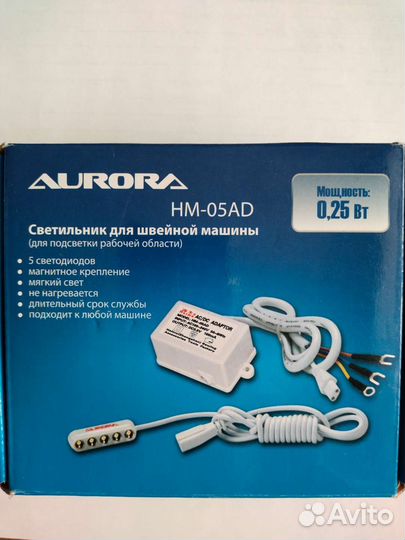 AURORA
HM-05AD
Мощность:
0,25 Вт
Светильник для швейной машины
(для подсветки рабочей области)
• 5 светодиодов
• магнитное крепление
• мягкий свет
• не нагревается
• длительный срок службы
• подходит к любой машине
AC/DC ADAPTOR
Avito